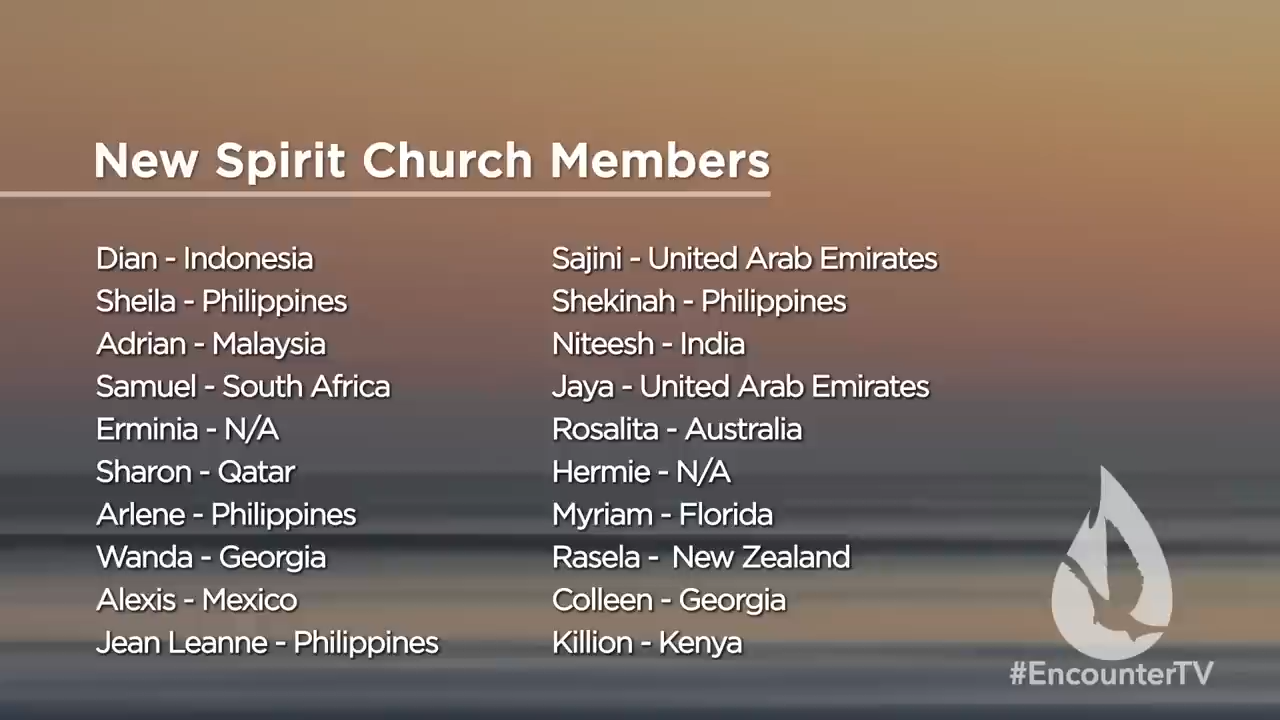 New Spirit Church Members
Dian - Indonesia
Sheila - Philippines
Adrian - Malaysia
Samuel - South Africa
Erminia - N/A
Sharon - Qatar
Arlene - Philippines
Wanda - Georgia
Alexis - Mexico
Jean Leanne - Philippines
Sajini - United Arab Emirates
Shekinah - Philippines
Niteesh - India
Jaya - United Arab Emirates
Rosalita - Australia
Hermie - N/A
Myriam - Florida
Rasela -  New Zealand
Colleen - Georgia
Killion - Kenya
#EncounterTV